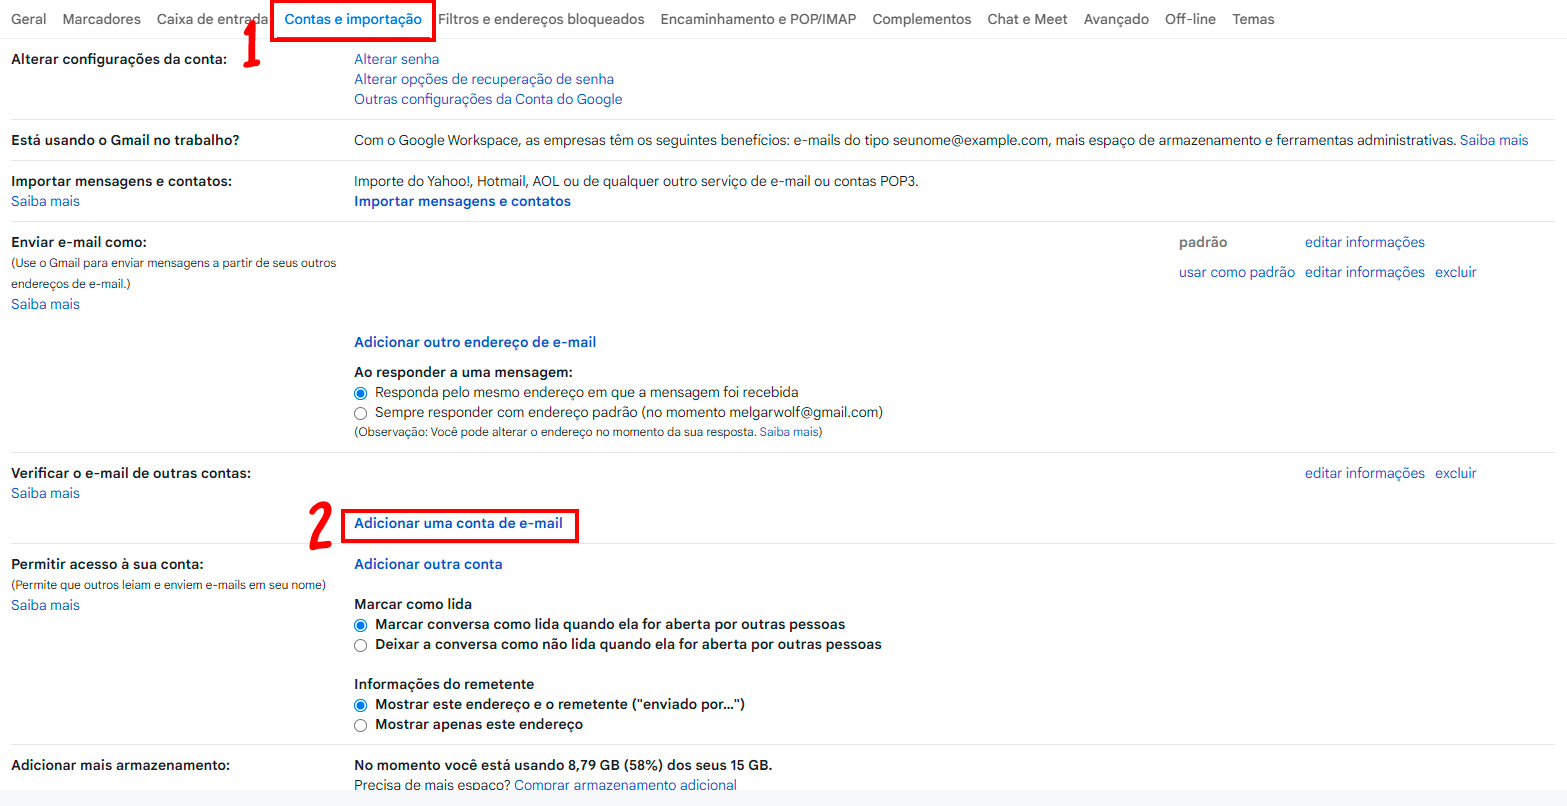 Geral Marcadores Caixa de entrada Contas e importação Filtros e endereços bloqueados Encaminhamento e POP/IMAP Complementos Chat e Meet Avançado Off-line Temas
1
Alterar configurações da conta: Alterar senha
Alterar opções de recuperação de senha
Outras configurações da Conta do Google
Está usando o Gmail no trabalho? Com o Google Workspace, as empresas têm os seguintes benefícios: e-mails do tipo seunome@example.com, mais espaço de armazenamento e ferramentas administrativas. Saiba mais
Importar mensagens e contatos: Importe do Yahoo!, Hotmail, AOL ou de qualquer outro serviço de e-mail ou contas POP3.
Saiba mais Importar mensagens e contatos
Enviar e-mail como: padrão editar informações
(Use o Gmail para enviar mensagens a partir de seus outros
usar como padrão editar informações excluir
endereços de e-mail.)
Saiba mais
Adicionar outro endereço de e-mail
Ao responder a uma mensagem:
Responda pelo mesmo endereço em que a mensagem foi recebida
Sempre responder com endereço padrão (no momento melgarwolf@gmail.com)
(Observação: Você pode alterar o endereço no momento da sua resposta. Saiba mais)
Verificar o e-mail de outras contas: editar informações excluir
Saiba mais
2 Adicionar uma conta de e-mail
Permitir acesso à sua conta: Adicionar outra conta
(Permite que outros leiam e enviem e-mails em seu nome)
Saiba mais Marcar como lida
Marcar conversa como lida quando ela for aberta por outras pessoas
Deixar a conversa como não lida quando ela for aberta por outras pessoas
Informações do remetente
Mostrar este endereço e o remetente ("enviado por...")
Mostrar apenas este endereço
Adicionar mais armazenamento: No momento você está usando 8,79 GB (58%) dos seus 15 GB.
Precisa de mais espaço? Comprar armazenamento adicional